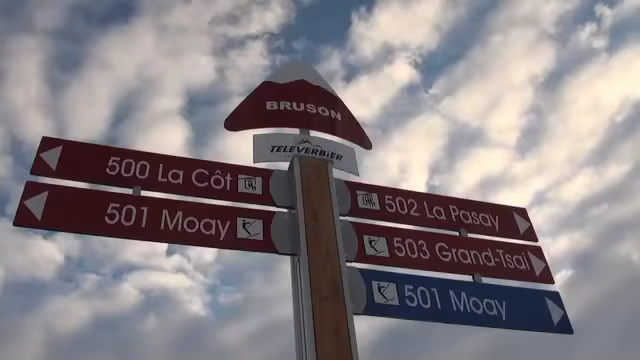 BRUSON
TELEVERBIER
500 La Côt
501 Moay
502 La Pasay
503 Grand-Tsai
501 Moay